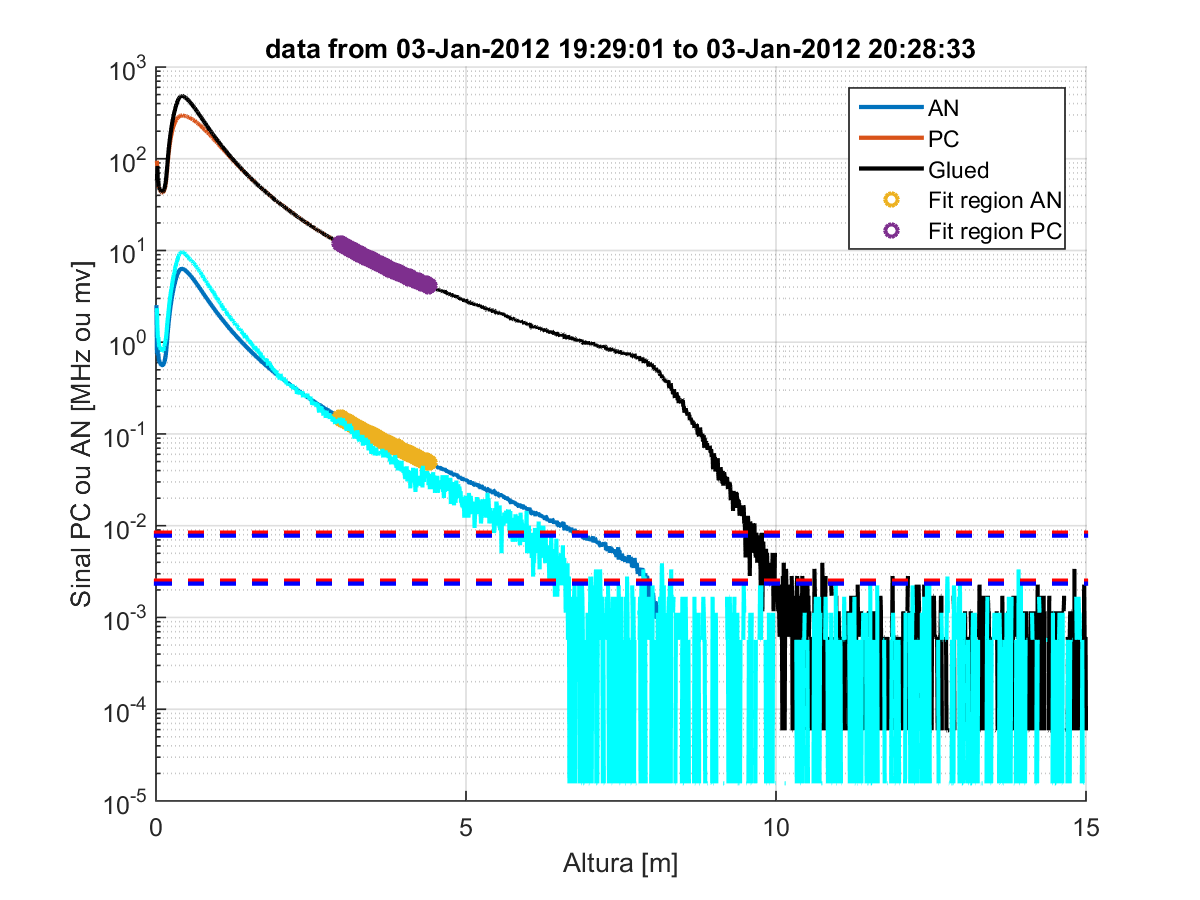 data from 03-Jan-2012 19:29:01 to 03-Jan-2012 20:28:33
AN
PC
Glued
Fit region AN
Fit region PC
Sinal PC ou AN [MHz ou mv]
10^3
10^2
10^1
10^0
10^-1
10^-2
10^-3
10^-4
10^-5
0 5 10 15
Altura [m]